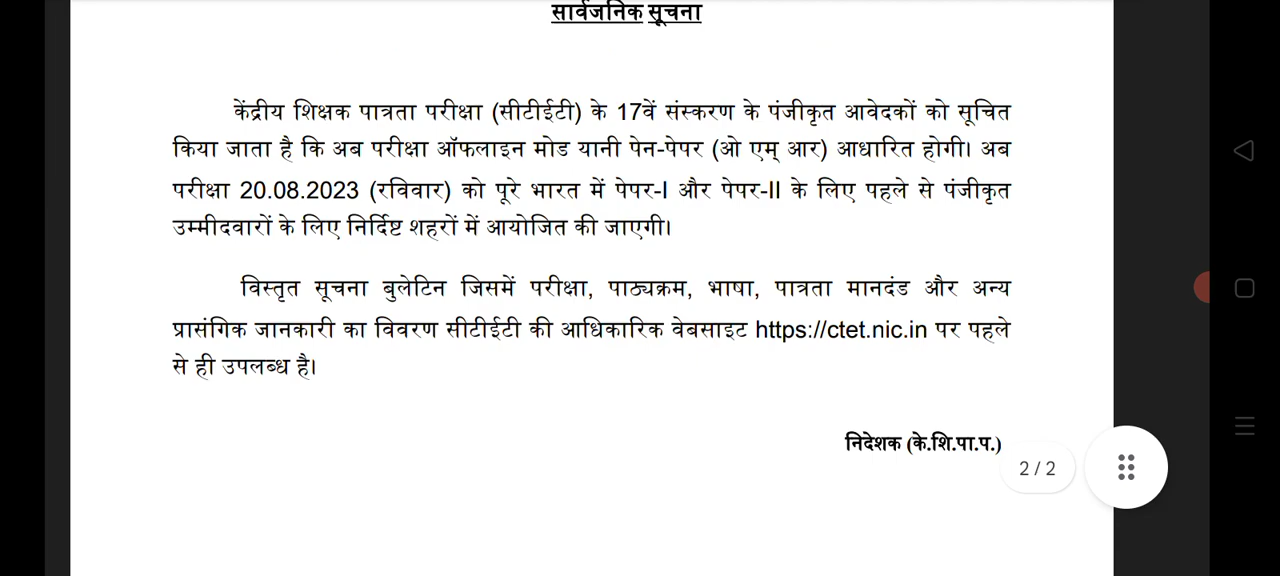 सार्वजनिक सूचना
केंद्रीय शिक्षक पात्रता परीक्षा (सीटीईटी) के 17वें संस्करण के पंजीकृत आवेदकों को सूचित
किया जाता है कि अब परीक्षा ऑफलाइन मोड यानी पेन-पेपर (ओ एम् आर) आधारित होगी। अब
परीक्षा 20.08.2023 (रविवार) को पूरे भारत में पेपर-I और पेपर-II के लिए पहले से पंजीकृत
उम्मीदवारों के लिए निर्दिष्ट शहरों में आयोजित की जाएगी।
विस्तृत सूचना बुलेटिन जिसमें परीक्षा, पाठ्यक्रम, भाषा, पात्रता मानदंड और अन्य
प्रासंगिक जानकारी का विवरण सीटीईटी की आधिकारिक वेबसाइट https://ctet.nic.in पर पहले
से ही उपलब्ध है।
निदेशक (के.शि.पा.प.)
2 / 2